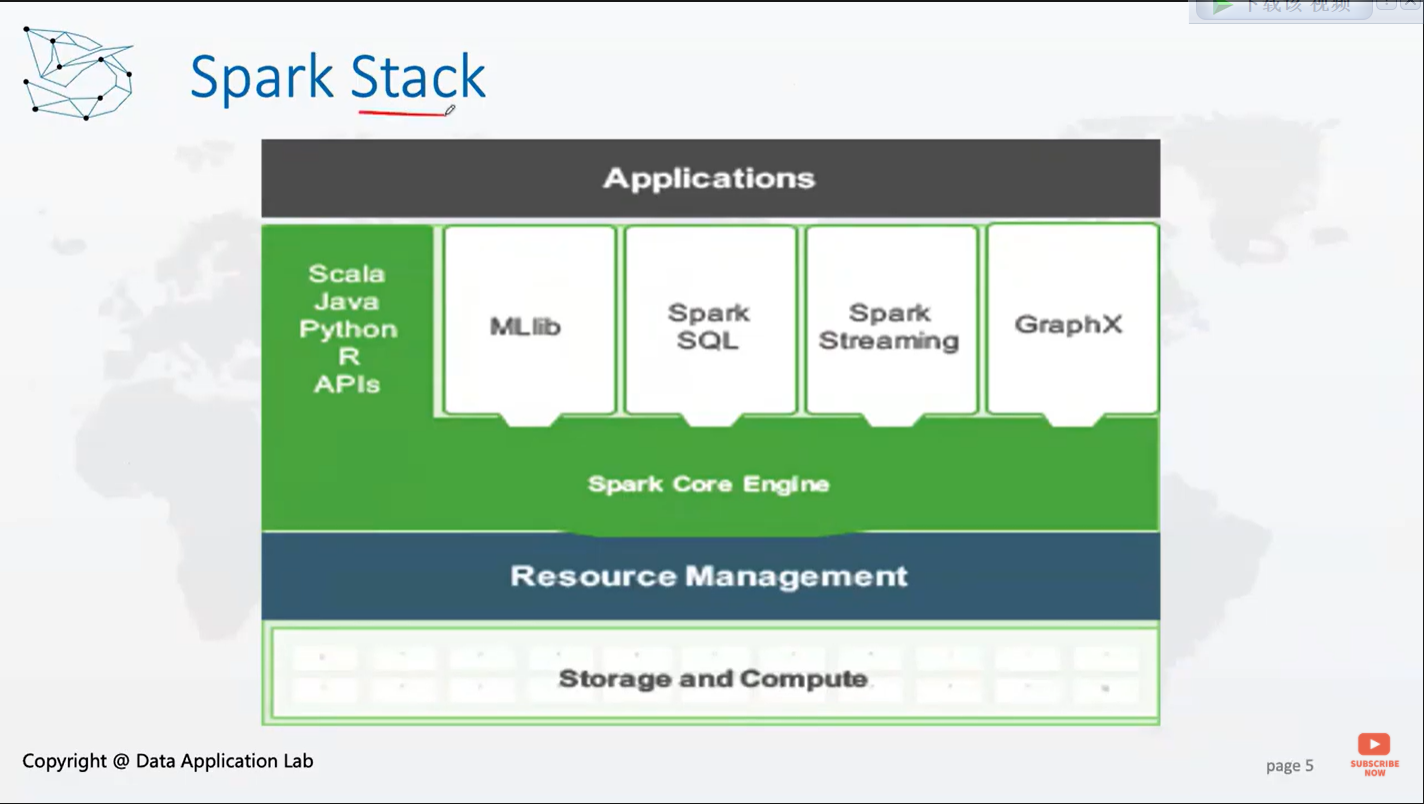 下载该视频
Spark Stack
Applications
Scala
Java
Python
R
APIs
MLlib
Spark
SQL
Spark
Streaming
GraphX
Spark Core Engine
Resource Management
Storage and Compute
Copyright @ Data Application Lab
page 5
SUBSCRIBE
NOW